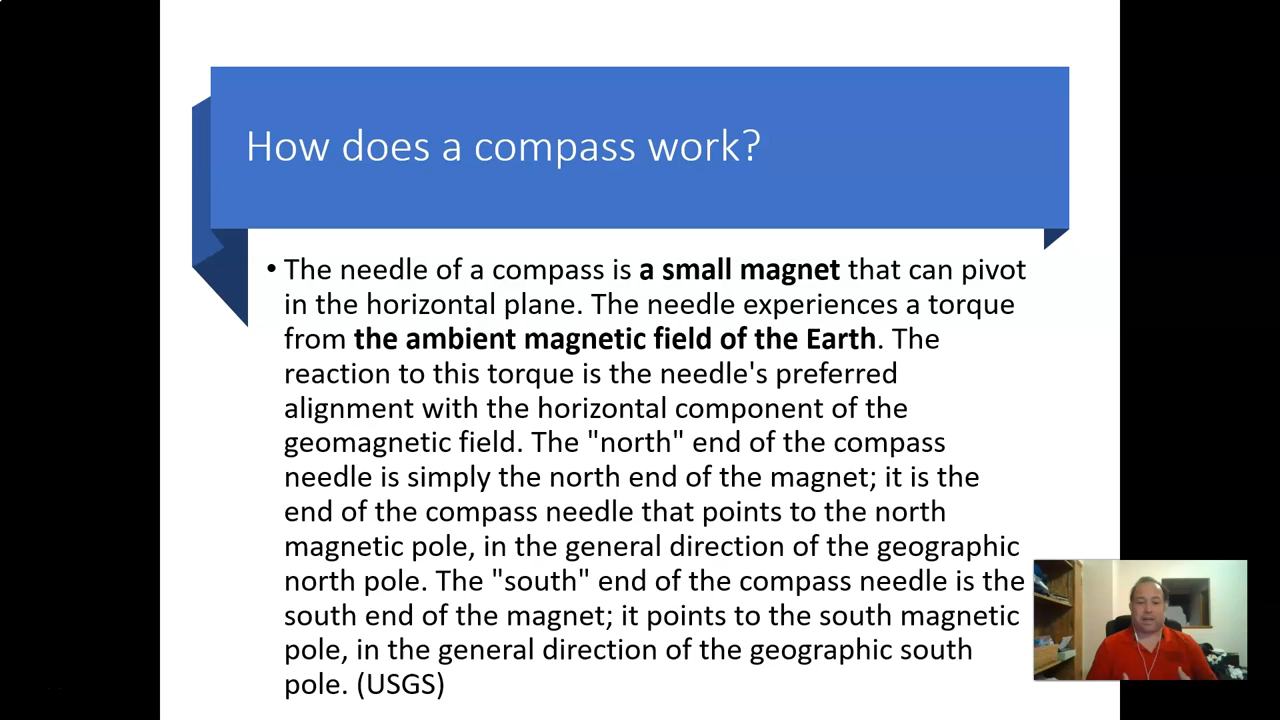 How does a compass work?
• The needle of a compass is a small magnet that can pivot
in the horizontal plane. The needle experiences a torque
from the ambient magnetic field of the Earth. The
reaction to this torque is the needle's preferred
alignment with the horizontal component of the
geomagnetic field. The "north" end of the compass
needle is simply the north end of the magnet; it is the
end of the compass needle that points to the north
magnetic pole, in the general direction of the geographic
north pole. The "south" end of the compass needle is the
south end of the magnet; it points to the south magnetic
pole, in the general direction of the geographic south
pole. (USGS)